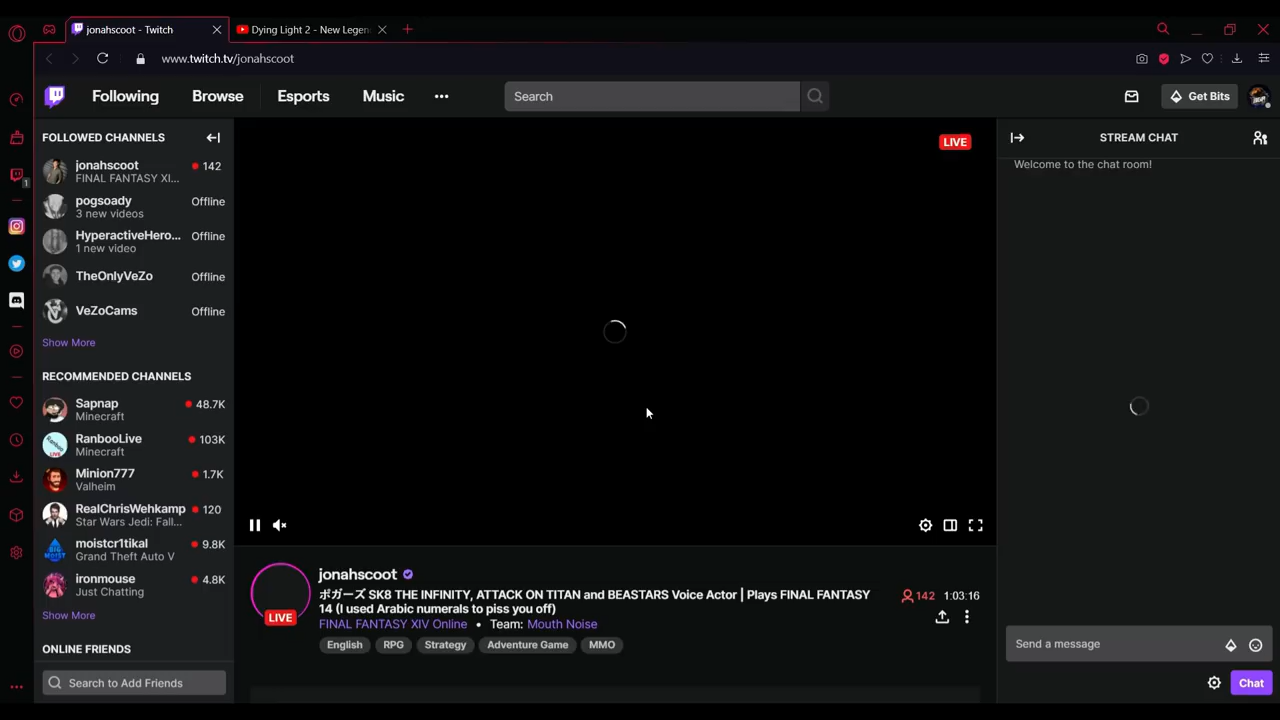 jonahscoot - Twitch
Dying Light 2 - New Legen
www.twitch.tv/jonahscoot
Following
Browse
Esports
Music
Search
Get Bits
FOLLOWED CHANNELS
jonahscoot
142
FINAL FANTASY XI...
pogsoady
Offline
3 new videos
HyperactiveHero...
Offline
1 new video
TheOnlyVeZo
Offline
VeZoCams
Offline
Show More
RECOMMENDED CHANNELS
Sapnap
48.7K
Minecraft
RanbooLive
103K
Minecraft
Minion777
1.7K
Valheim
RealChrisWehkamp
120
Star Wars Jedi: Fall...
moistcr1tikal
9.8K
Grand Theft Auto V
ironmouse
4.8K
Just Chatting
Show More
ONLINE FRIENDS
Search to Add Friends
LIVE
LIVE
jonahscoot
ポガーズ SK8 THE INFINITY, ATTACK ON TITAN and BEASTARS Voice Actor | Plays FINAL FANTASY
14 (I used Arabic numerals to piss you off)
FINAL FANTASY XIV Online • Team: Mouth Noise
English
RPG
Strategy
Adventure Game
MMO
142
1:03:16
STREAM CHAT
Welcome to the chat room!
Send a message
Chat
1